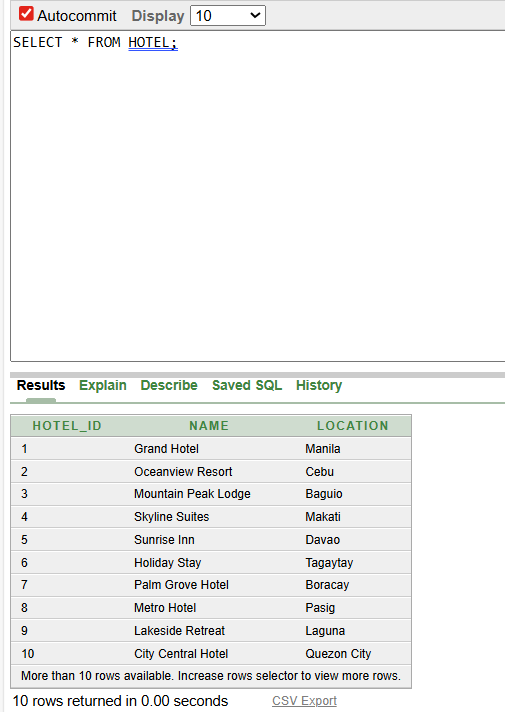 Autocommit Display 10
SELECT * FROM HOTEL;
Results Explain Describe Saved SQL History
HOTEL_ID NAME LOCATION
1 Grand Hotel Manila
2 Oceanview Resort Cebu
3 Mountain Peak Lodge Baguio
4 Skyline Suites Makati
5 Sunrise Inn Davao
6 Holiday Stay Tagaytay
7 Palm Grove Hotel Boracay
8 Metro Hotel Pasig
9 Lakeside Retreat Laguna
10 City Central Hotel Quezon City
More than 10 rows available. Increase rows selector to view more rows.
10 rows returned in 0.00 seconds CSV Export